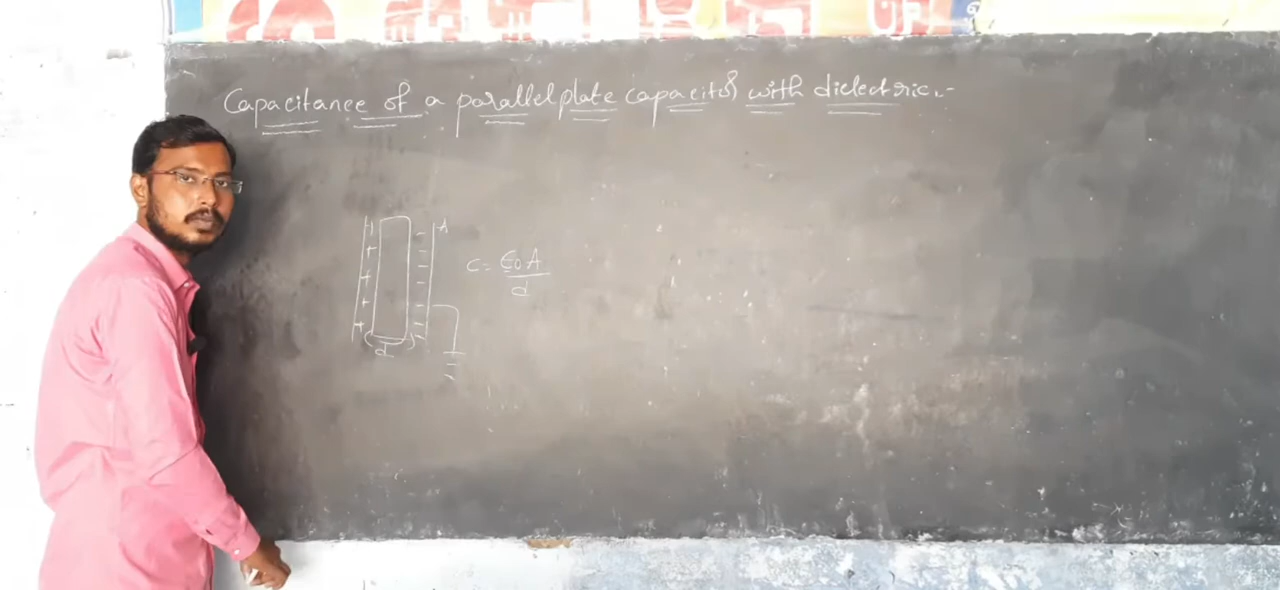 Capacitance of a parallel plate capacitor with dielectric :-
+ - A
+ -
+ -
+ -
+ -
d
C = ε₀A
d